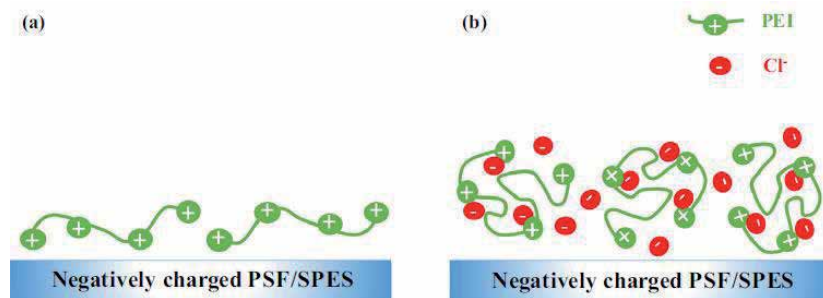 (a)
(b)
PEI
Cl⁻
Negatively charged PSF/SPES
Negatively charged PSF/SPES